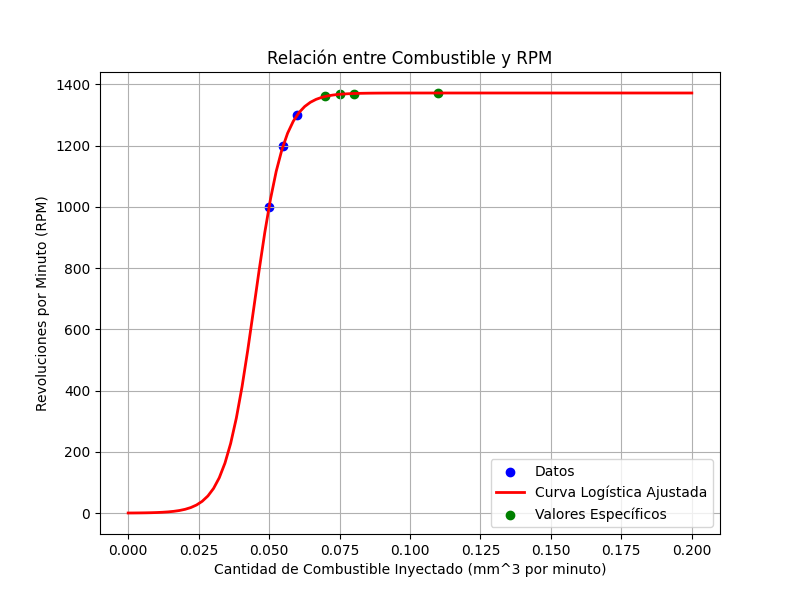 Relación entre Combustible y RPM
Revoluciones por Minuto (RPM)
1400
1200
1000
800
600
400
200
0
0.000 0.025 0.050 0.075 0.100 0.125 0.150 0.175 0.200
Cantidad de Combustible Inyectado (mm^3 por minuto)
Datos
Curva Logística Ajustada
Valores Específicos